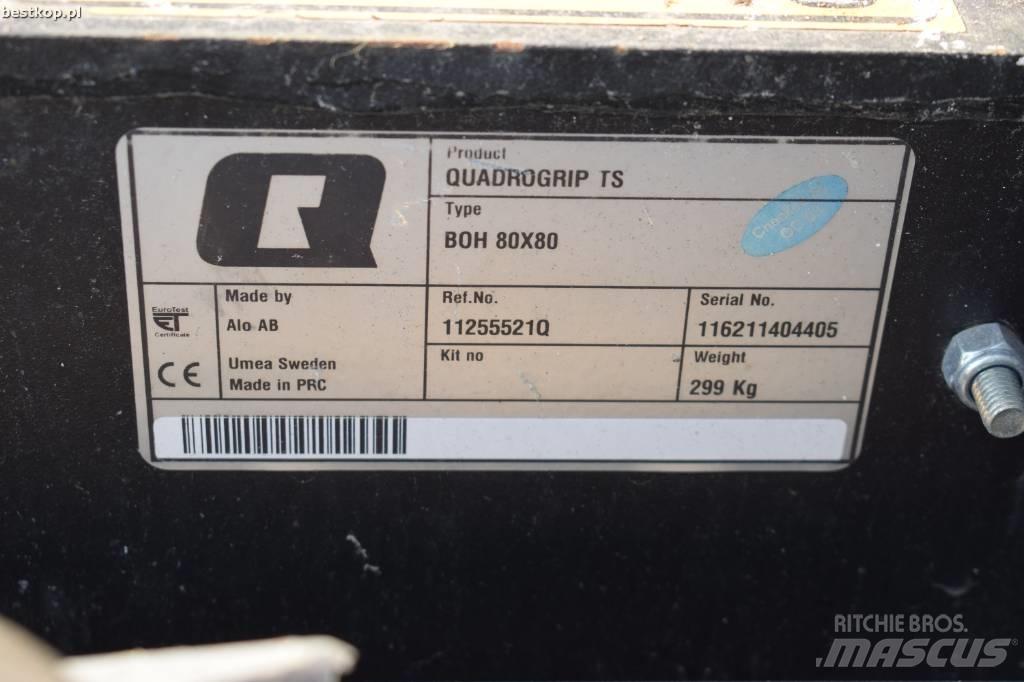 bestkop.pl
Product
QUADROGRIP TS
Type
BOH 80X80
EuroTest
ET
Certificate
CE
Made by
Alo AB
Umea Sweden
Made in PRC
Ref.No.
11255521Q
Serial No.
116211404405
Kit no
Weight
299 Kg
RITCHIE BROS.
MASCUS